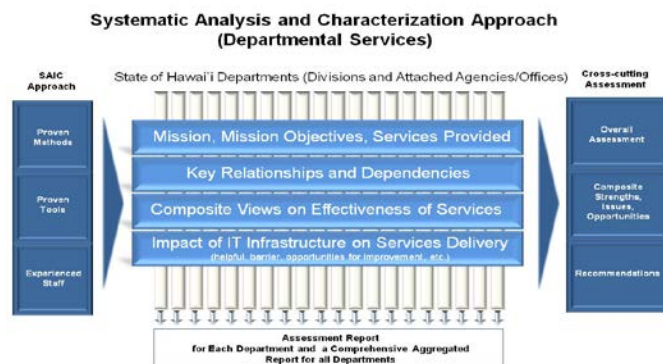 Systematic Analysis and Characterization Approach
(Departmental Services)
SAIC
Approach
State of Hawai'i Departments (Divisions and Attached Agencies/Offices)
Cross-cutting
Assessment
Proven
Methods
Proven
Tools
Experienced
Staff
Mission, Mission Objectives, Services Provided
Key Relationships and Dependencies
Composite Views on Effectiveness of Services
Impact of IT Infrastructure on Services Delivery
(helpful, barrier, opportunities for improvement, etc.)
Overall
Assessment
Composite
Strengths,
Issues,
Opportunities
Recommendations
Assessment Report
for Each Department and a Comprehensive Aggregated
Report for all Departments